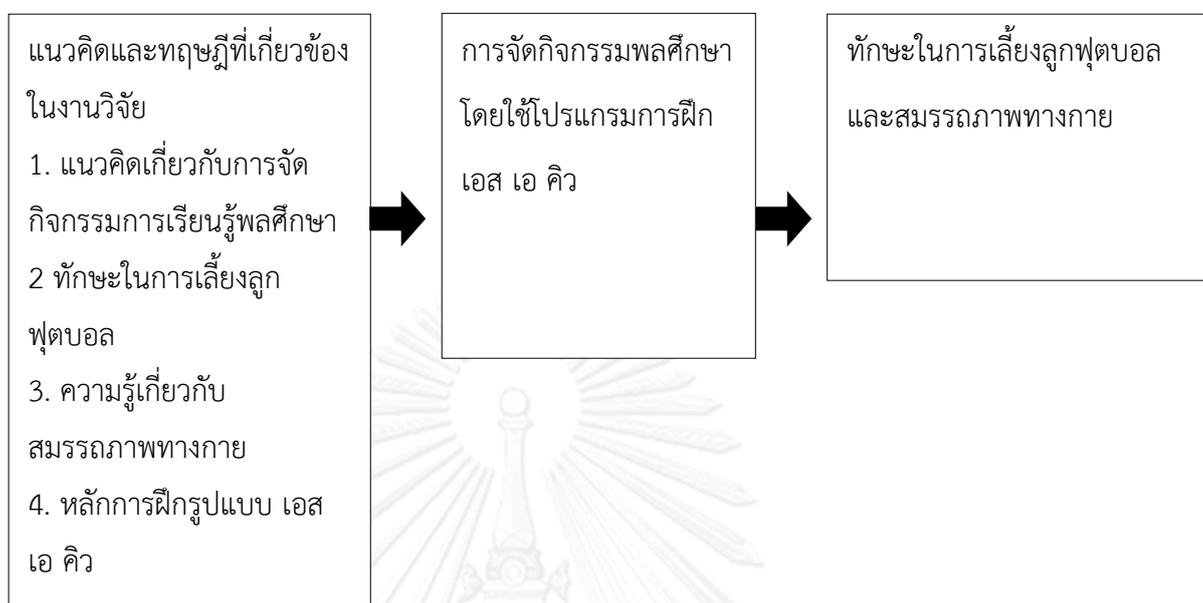 แนวคิดและทฤษฎีที่เกี่ยวข้อง
ในงานวิจัย
1. แนวคิดเกี่ยวกับการจัด
กิจกรรมการเรียนรู้พลศึกษา
2 ทักษะในการเลี้ยงลูก
ฟุตบอล
3. ความรู้เกี่ยวกับ
สมรรถภาพทางกาย
4. หลักการฝึกรูปแบบ เอส
เอ คิว
การจัดกิจกรรมพลศึกษา
โดยใช้โปรแกรมการฝึก
เอส เอ คิว
ทักษะในการเลี้ยงลูกฟุตบอล
และสมรรถภาพทางกาย